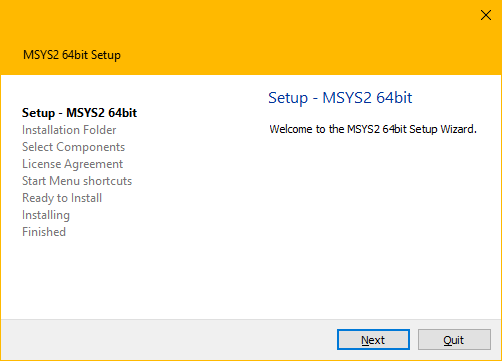 MSYS2 64bit Setup
Setup - MSYS2 64bit
Installation Folder
Select Components
License Agreement
Start Menu shortcuts
Ready to Install
Installing
Finished
Setup - MSYS2 64bit
Welcome to the MSYS2 64bit Setup Wizard.
Next
Quit